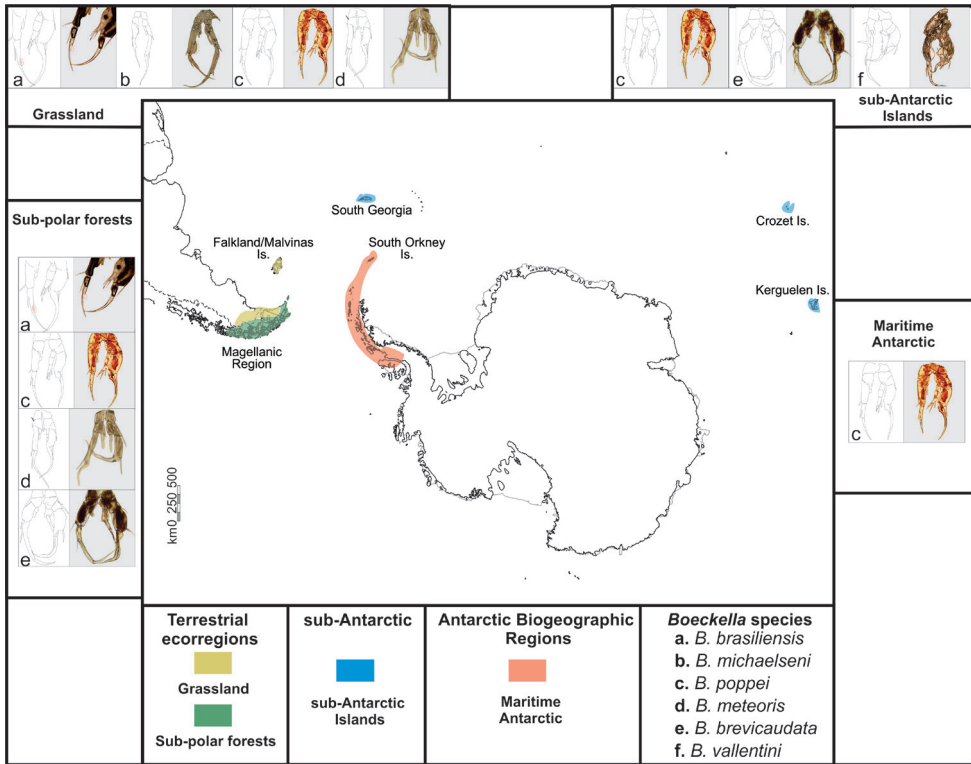 a
b
c
d
Grassland
c
e
f
sub-Antarctic
Islands
Sub-polar forests
a
c
d
e
South Georgia
Falkland/Malvinas
Is.
South Orkney
Is.
Magellanic
Region
Crozet Is.
Kerguelen Is.
km0 250 500
Maritime
Antarctic
c
Terrestrial
ecorregions
Grassland
Sub-polar forests
sub-Antarctic
sub-Antarctic
Islands
Antarctic Biogeographic
Regions
Maritime
Antarctic
Boeckella species
a. B. brasiliensis
b. B. michaelseni
c. B. poppei
d. B. meteoris
e. B. brevicaudata
f. B. vallentini